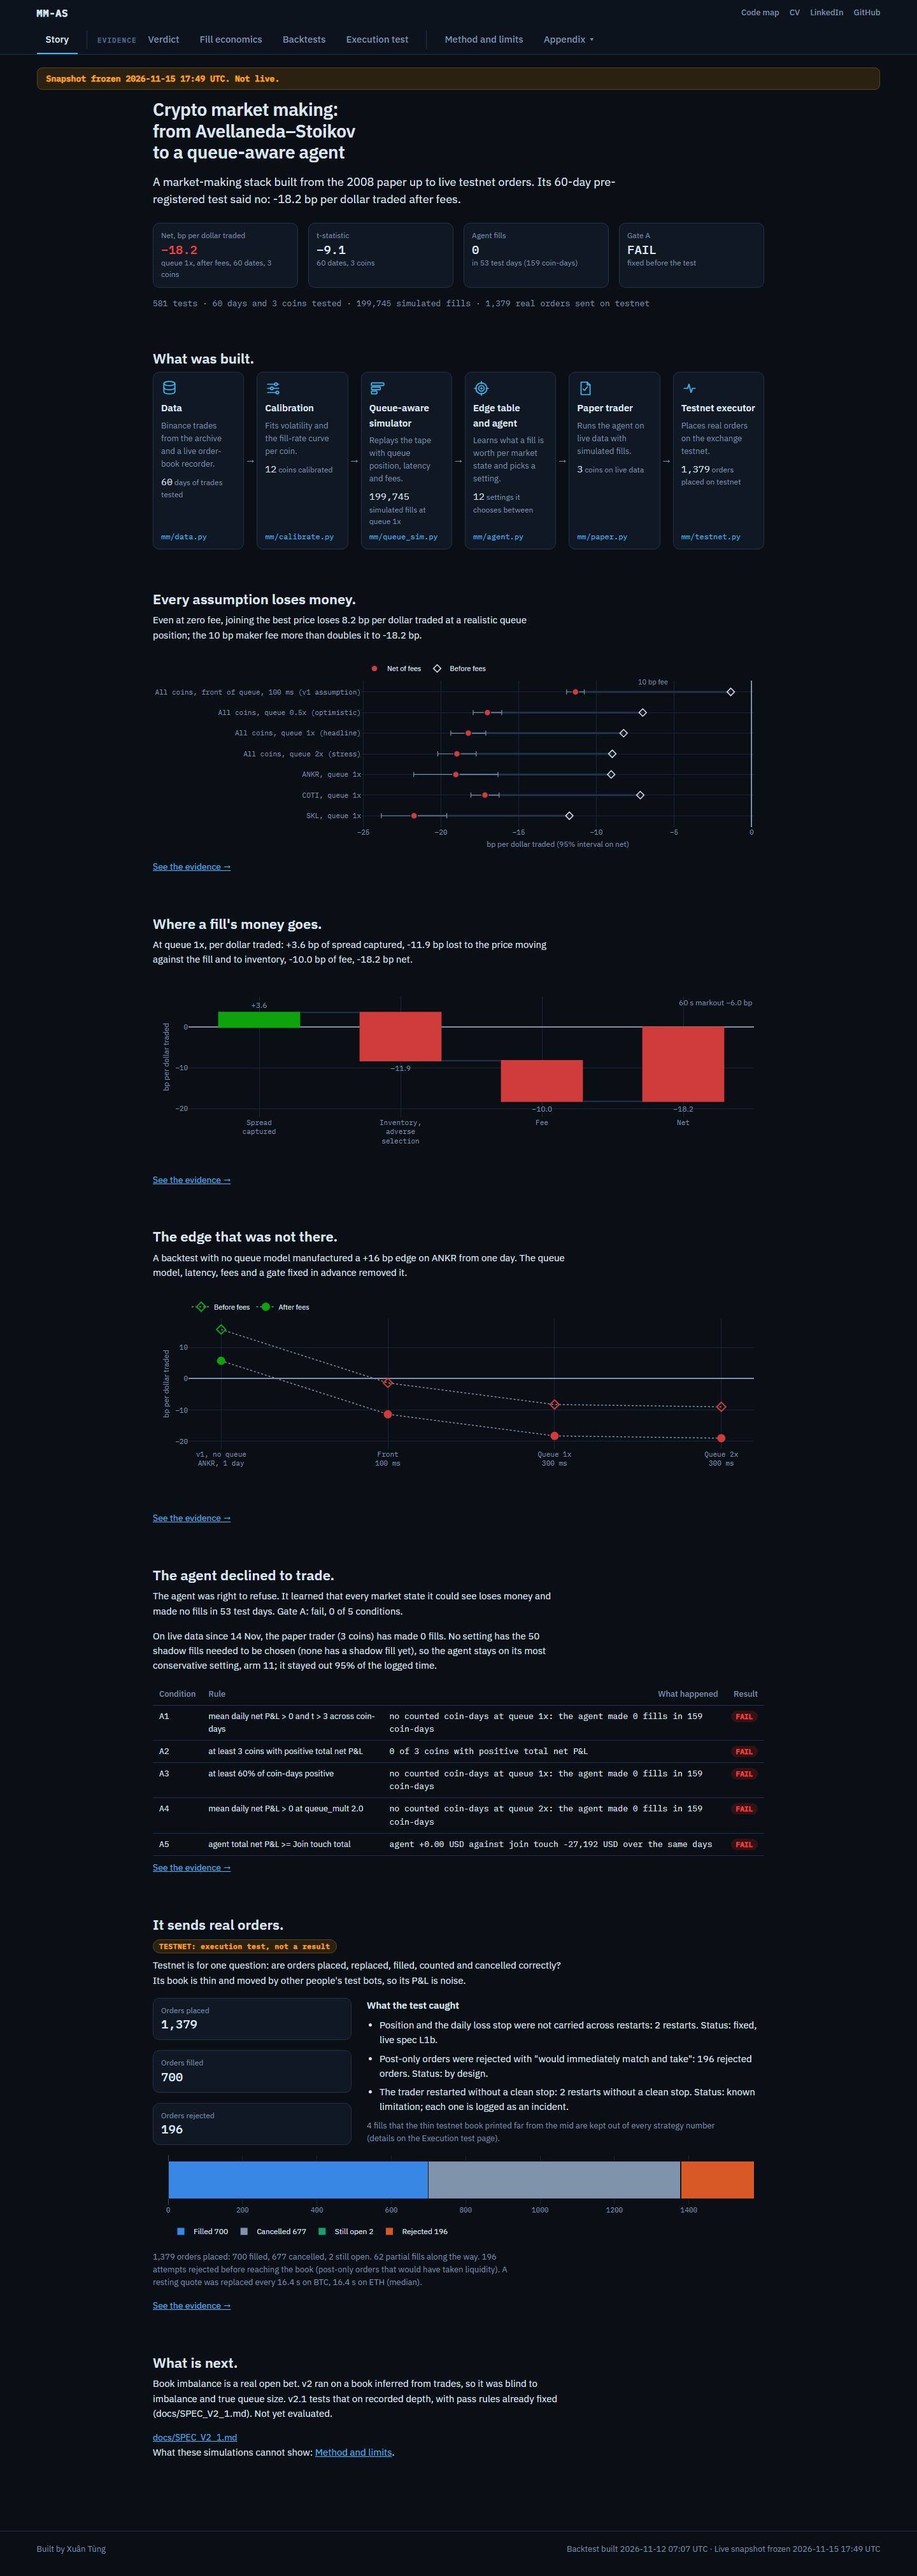 MM-AS
Code map CV LinkedIn GitHub
Story EVIDENCE Verdict Fill economics Backtests Execution test Method and limits Appendix ▾
Snapshot frozen 2026-11-15 17:49 UTC. Not live.
Crypto market making:
from Avellaneda–Stoikov
to a queue-aware agent
A market-making stack built from the 2008 paper up to live testnet orders. Its 60-day pre-
registered test said no: -18.2 bp per dollar traded after fees.
Net, bp per dollar traded
−18.2
queue 1x, after fees, 60 dates, 3
coins
t-statistic
−9.1
60 dates, 3 coins
Agent fills
0
in 53 test days (159 coin-days)
Gate A
FAIL
fixed before the test
581 tests · 60 days and 3 coins tested · 199,745 simulated fills · 1,379 real orders sent on testnet
What was built.
Data
Binance trades
from the archive
and a live order-
book recorder.
60 days of trades
tested
mm/data.py
→
Calibration
Fits volatility and
the fill-rate curve
per coin.
12 coins calibrated
mm/calibrate.py
→
Queue-aware
simulator
Replays the tape
with queue
position, latency
and fees.
199,745
simulated fills at
queue 1x
mm/queue_sim.py
→
Edge table
and agent
Learns what a fill is
worth per market
state and picks a
setting.
12 settings it
chooses between
mm/agent.py
→
Paper trader
Runs the agent on
live data with
simulated fills.
3 coins on live data
mm/paper.py
→
Testnet executor
Places real orders
on the exchange
testnet.
1,379 orders
placed on testnet
mm/testnet.py
Every assumption loses money.
Even at zero fee, joining the best price loses 8.2 bp per dollar traded at a realistic queue
position; the 10 bp maker fee more than doubles it to -18.2 bp.
Net of fees Before fees
10 bp fee
All coins, front of queue, 100 ms (v1 assumption)
All coins, queue 0.5x (optimistic)
All coins, queue 1x (headline)
All coins, queue 2x (stress)
ANKR, queue 1x
COTI, queue 1x
SKL, queue 1x
−25 −20 −15 −10 −5 0
bp per dollar traded (95% interval on net)
See the evidence →
Where a fill's money goes.
At queue 1x, per dollar traded: +3.6 bp of spread captured, -11.9 bp lost to the price moving
against the fill and to inventory, -10.0 bp of fee, -18.2 bp net.
60 s markout −6.0 bp
+3.6
−11.9
−10.0
−18.2
bp per dollar traded
0
−10
−20
Spread
captured
Inventory,
adverse
selection
Fee
Net
See the evidence →
The edge that was not there.
A backtest with no queue model manufactured a +16 bp edge on ANKR from one day. The queue
model, latency, fees and a gate fixed in advance removed it.
Before fees After fees
bp per dollar traded
10
0
−10
−20
v1, no queue
ANKR, 1 day
Front
100 ms
Queue 1x
300 ms
Queue 2x
300 ms
See the evidence →
The agent declined to trade.
The agent was right to refuse. It learned that every market state it could see loses money and
made no fills in 53 test days. Gate A: fail, 0 of 5 conditions.
On live data since 14 Nov, the paper trader (3 coins) has made 0 fills. No setting has the 50
shadow fills needed to be chosen (none has a shadow fill yet), so the agent stays on its most
conservative setting, arm 11; it stayed out 95% of the logged time.
Condition Rule What happened Result
A1 mean daily net P&L > 0 and t > 3 across coin-
days
no counted coin-days at queue 1x: the agent made 0 fills in 159
coin-days
FAIL
A2 at least 3 coins with positive total net P&L 0 of 3 coins with positive total net P&L FAIL
A3 at least 60% of coin-days positive no counted coin-days at queue 1x: the agent made 0 fills in 159
coin-days
FAIL
A4 mean daily net P&L > 0 at queue_mult 2.0 no counted coin-days at queue 2x: the agent made 0 fills in 159
coin-days
FAIL
A5 agent total net P&L >= Join touch total agent +0.00 USD against join touch -27,192 USD over the same days FAIL
See the evidence →
It sends real orders.
TESTNET: execution test, not a result
Testnet is for one question: are orders placed, replaced, filled, counted and cancelled correctly?
Its book is thin and moved by other people's test bots, so its P&L is noise.
Orders placed
1,379
Orders filled
700
Orders rejected
196
What the test caught
• Position and the daily loss stop were not carried across restarts: 2 restarts. Status: fixed,
live spec L1b.
• Post-only orders were rejected with "would immediately match and take": 196 rejected
orders. Status: by design.
• The trader restarted without a clean stop: 2 restarts without a clean stop. Status: known
limitation; each one is logged as an incident.
4 fills that the thin testnet book printed far from the mid are kept out of every strategy number
(details on the Execution test page).
0 200 400 600 800 1000 1200 1400
Filled 700 Cancelled 677 Still open 2 Rejected 196
1,379 orders placed: 700 filled, 677 cancelled, 2 still open. 62 partial fills along the way. 196
attempts rejected before reaching the book (post-only orders that would have taken liquidity). A
resting quote was replaced every 16.4 s on BTC, 16.4 s on ETH (median).
See the evidence →
What is next.
Book imbalance is a real open bet. v2 ran on a book inferred from trades, so it was blind to
imbalance and true queue size. v2.1 tests that on recorded depth, with pass rules already fixed
(docs/SPEC_V2_1.md). Not yet evaluated.
docs/SPEC_V2_1.md
What these simulations cannot show: Method and limits.
Built by Xuân Tùng
Backtest built 2026-11-12 07:07 UTC · Live snapshot frozen 2026-11-15 17:49 UTC